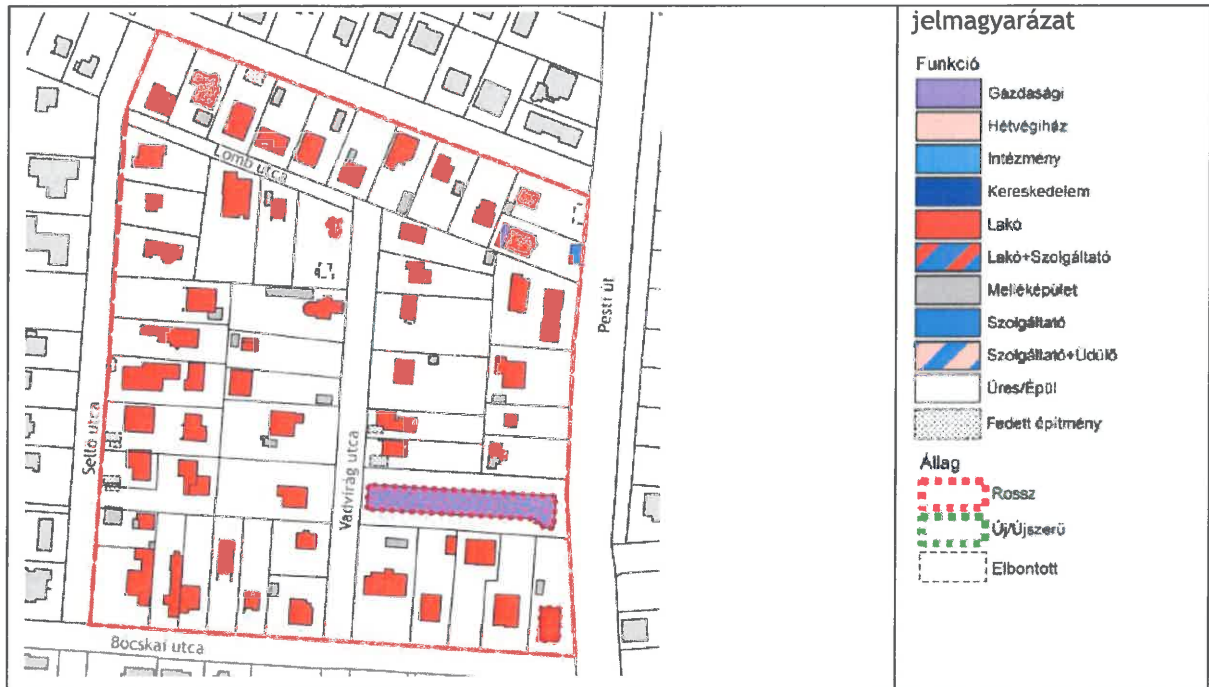 jelmagyarázat
Funkció
Gazdasági
Hétvégiház
Intézmény
Kereskedelem
Lakó
Lakó+Szolgáltató
Melléképület
Szolgáltató
Szolgáltató+Üdülő
Üres/Épül
Fedett építmény
Állag
Rossz
Új/Újszerű
Elbontott
Lomb utca
Pesti út
Sellő utca
Vadvirág utca
Bocskai utca